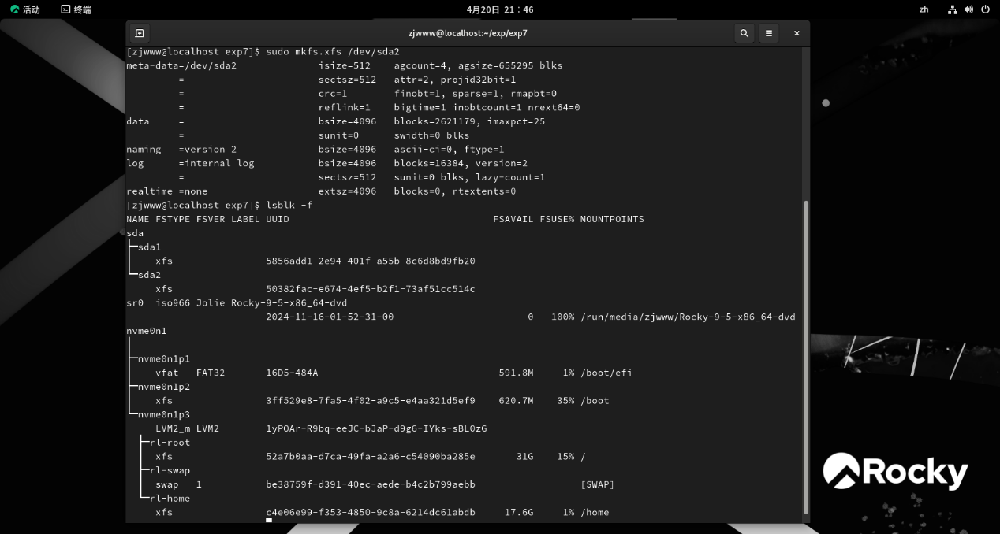 活动 终端 4月20日 21：46 zh
zjwww@localhost:~/exp/exp7
[zjwww@localhost exp7]$ sudo mkfs.xfs /dev/sda2
meta-data=/dev/sda2 isize=512 agcount=4, agsize=655295 blks
= sectsz=512 attr=2, projid32bit=1
= crc=1 finobt=1, sparse=1, rmapbt=0
= reflink=1 bigtime=1 inobtcount=1 nrext64=0
data = bsize=4096 blocks=2621179, imaxpct=25
= sunit=0 swidth=0 blks
naming =version 2 bsize=4096 ascii-ci=0, ftype=1
log =internal log bsize=4096 blocks=16384, version=2
= sectsz=512 sunit=0 blks, lazy-count=1
realtime =none extsz=4096 blocks=0, rtextents=0
[zjwww@localhost exp7]$ lsblk -f
NAME FSTYPE FSVER LABEL UUID FSAVAIL FSUSE% MOUNTPOINTS
sda
├─sda1
xfs 5856add1-2e94-401f-a55b-8c6d8bd9fb20
└─sda2
xfs 50382fac-e674-4ef5-b2f1-73af51cc514c
sr0 iso966 Jolie Rocky-9-5-x86_64-dvd
2024-11-16-01-52-31-00 0 100% /run/media/zjwww/Rocky-9-5-x86_64-dvd
nvme0n1
├─nvme0n1p1
vfat FAT32 16D5-484A 591.8M 1% /boot/efi
├─nvme0n1p2
xfs 3ff529e8-7fa5-4f02-a9c5-e4aa321d5ef9 620.7M 35% /boot
└─nvme0n1p3
LVM2_m LVM2 1yPOAr-R9bq-eeJC-bJaP-d9g6-IYks-sBL0zG
├─rl-root
xfs 52a7b0aa-d7ca-49fa-a2a6-c54090ba285e 31G 15% /
├─rl-swap
swap 1 be38759f-d391-40ec-aede-b4c2b799aebb [SWAP]
└─rl-home
xfs c4e06e99-f353-4850-9c8a-6214dc61abdb 17.6G 1% /home
Rocky